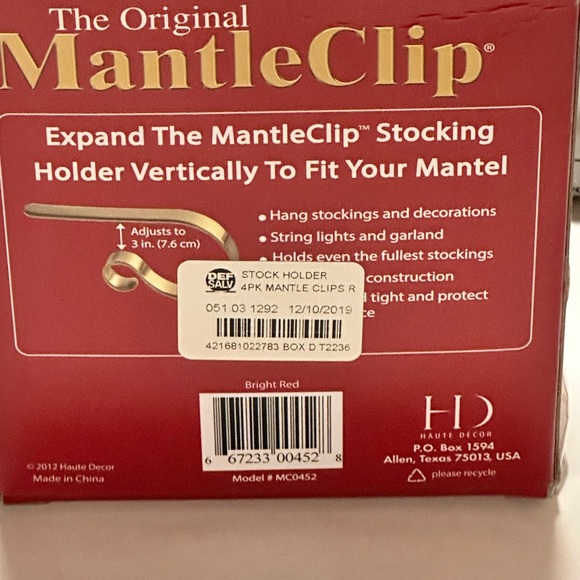 The Original
MantleClip®
Expand The MantleClip™ Stocking
Holder Vertically To Fit Your Mantel
Adjusts to
3 in. (7.6 cm)
• Hang stockings and decorations
• String lights and garland
• Holds even the fullest stockings
construction
tight and protect
ce
DEF
SALV
STOCK HOLDER
4PK MANTLE CLIPS R
051 03 1292 12/10/2019
421681022783 BOX D T2236
Bright Red
6 67233 00452 8
Model # MC0452
© 2012 Haute Decor
Made in China
HD
HAUTE DECOR
P.O. Box 1594
Allen, Texas 75013, USA
please recycle